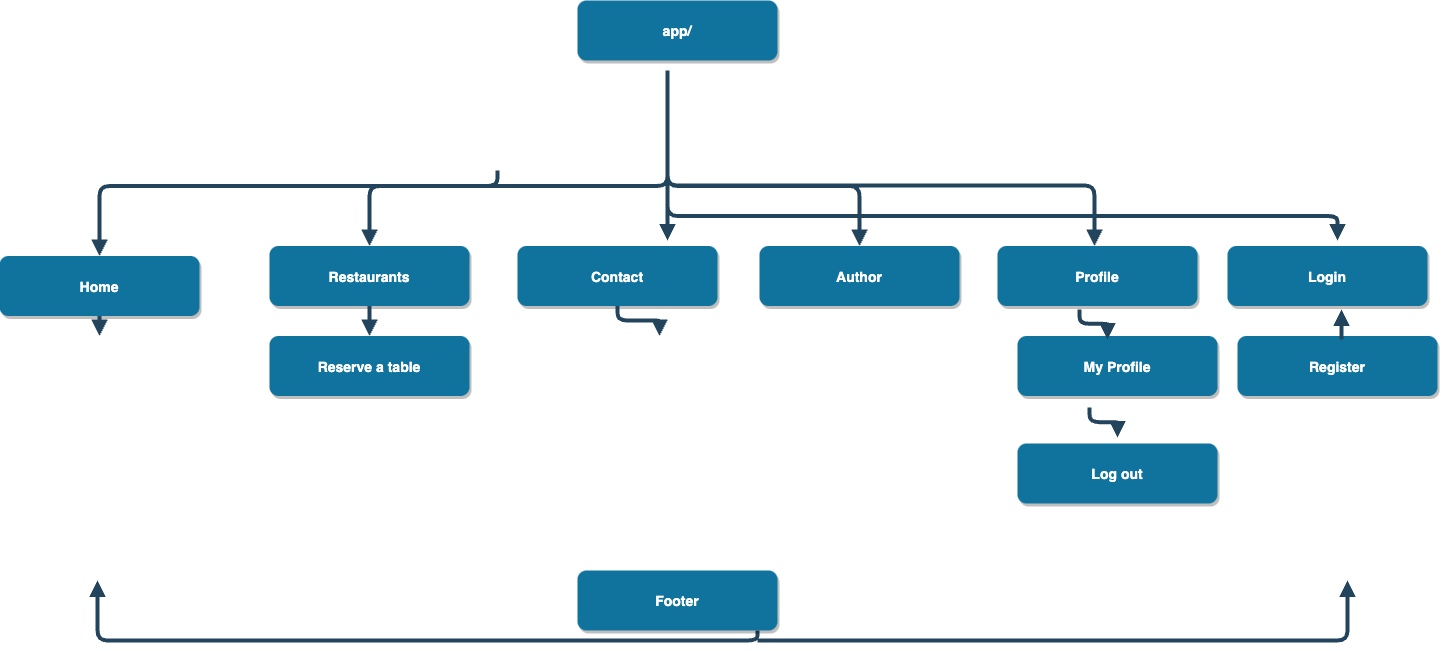 app/
Home
Restaurants
Contact
Author
Profile
Login
Reserve a table
My Profile
Register
Log out
Footer